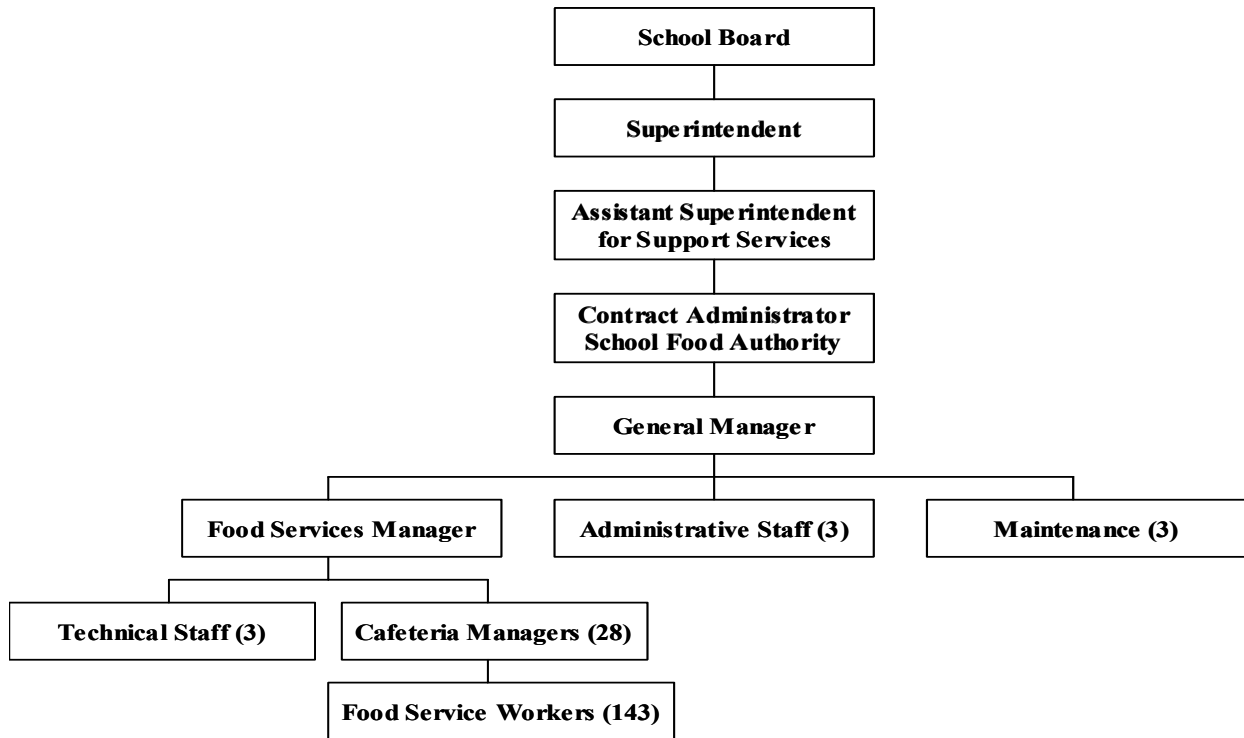 School Board
Superintendent
Assistant Superintendent
for Support Services
Contract Administrator
School Food Authority
General Manager
Food Services Manager
Administrative Staff (3)
Maintenance (3)
Technical Staff (3)
Cafeteria Managers (28)
Food Service Workers (143)